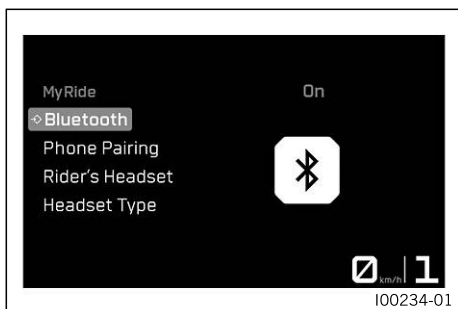 MyRide On
Bluetooth
Phone Pairing
Rider's Headset
Headset Type
0 km/h 1
I00234-01